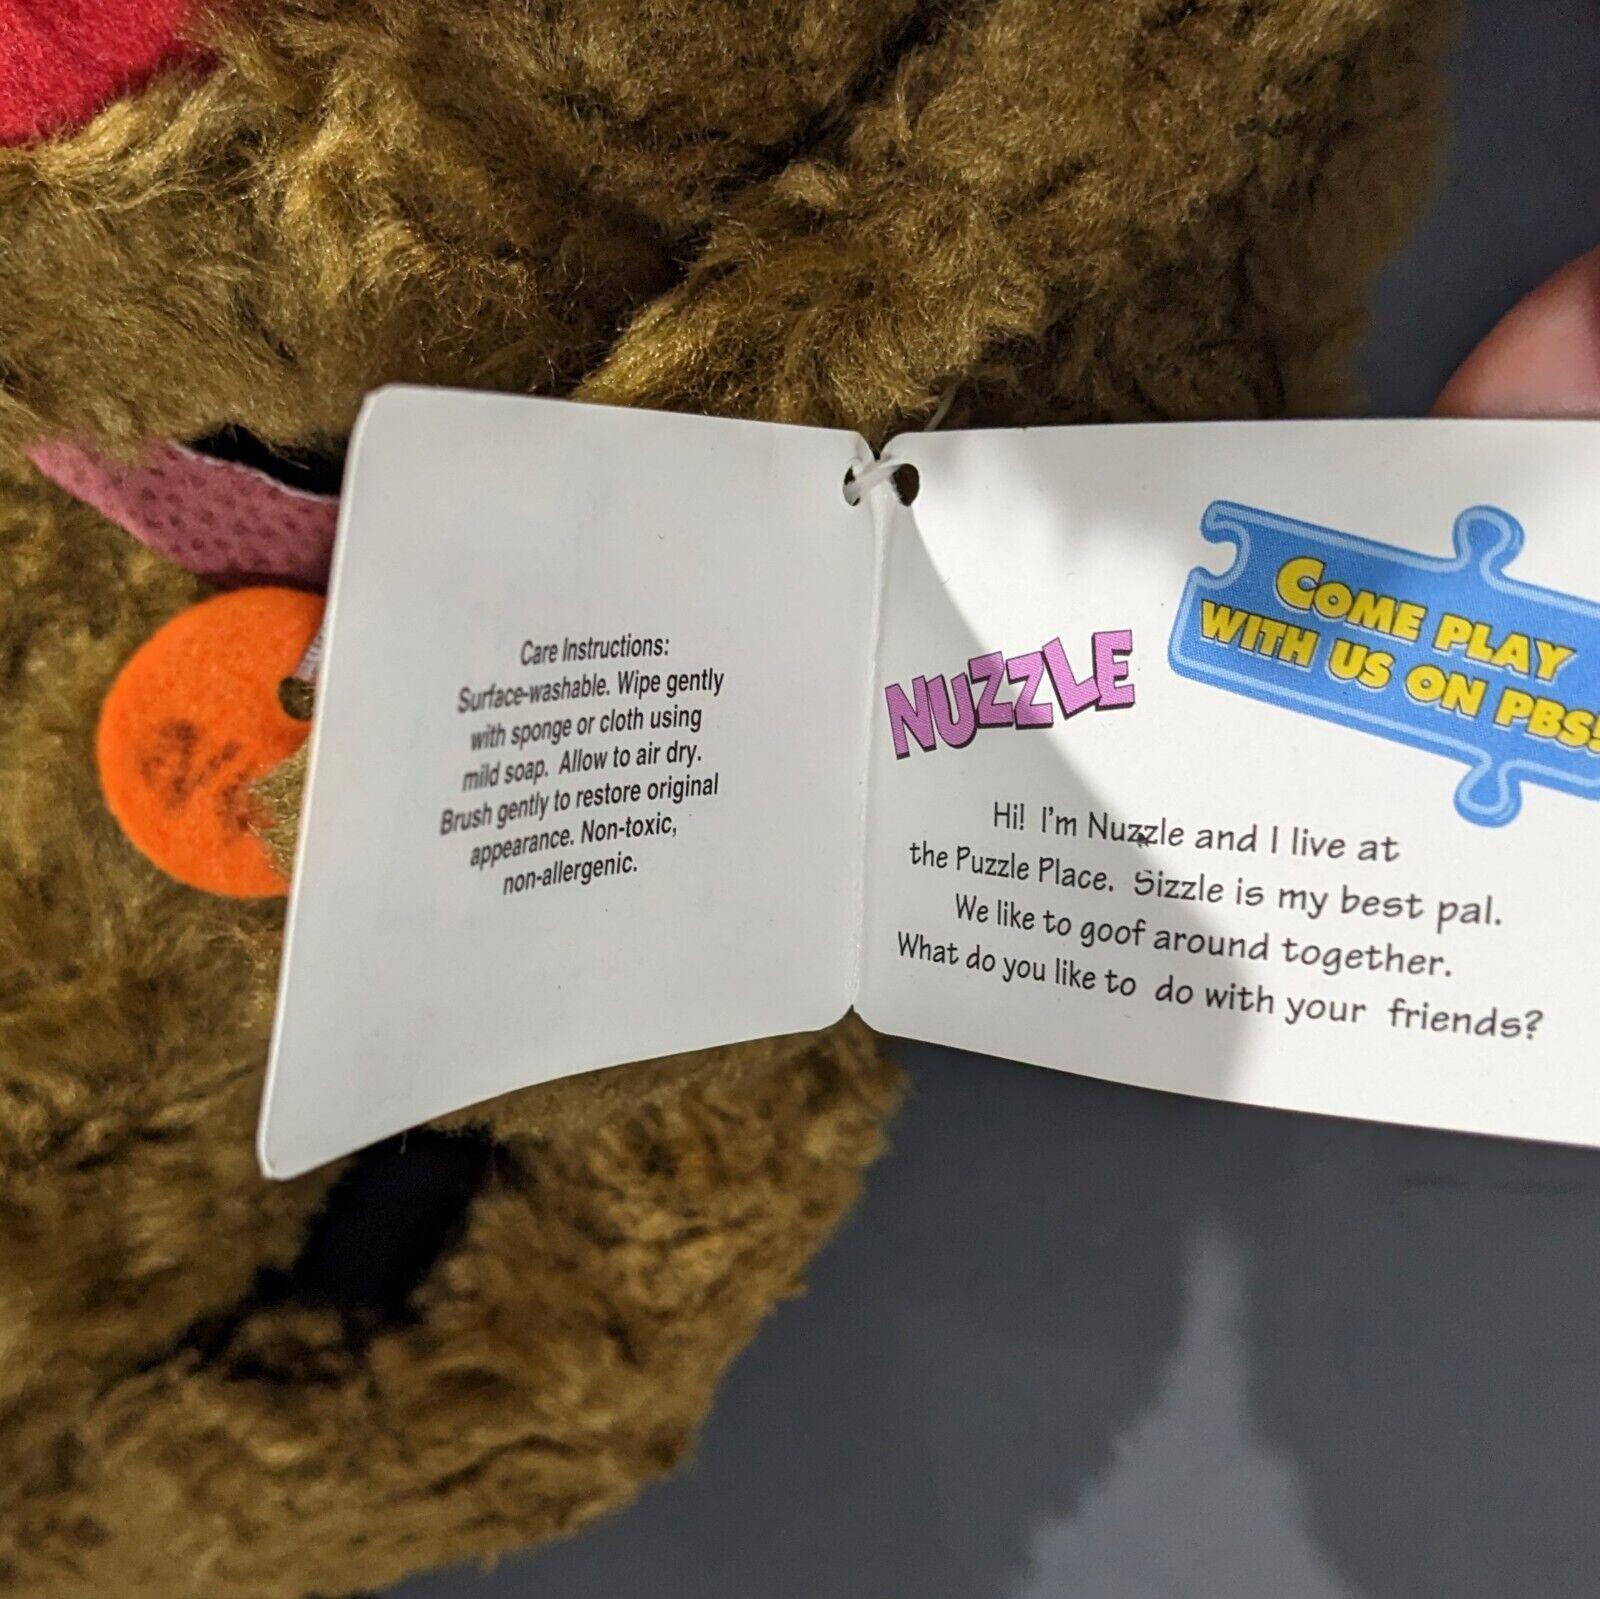 Care Instructions:
Surface-washable. Wipe gently
with sponge or cloth using
mild soap. Allow to air dry.
Brush gently to restore original
appearance. Non-toxic,
non-allergenic.
NUZZLE
COME PLAY
WITH US ON PBS!
Hi! I'm Nuzzle and I live at
the Puzzle Place. Sizzle is my best pal.
We like to goof around together.
What do you like to do with your friends?